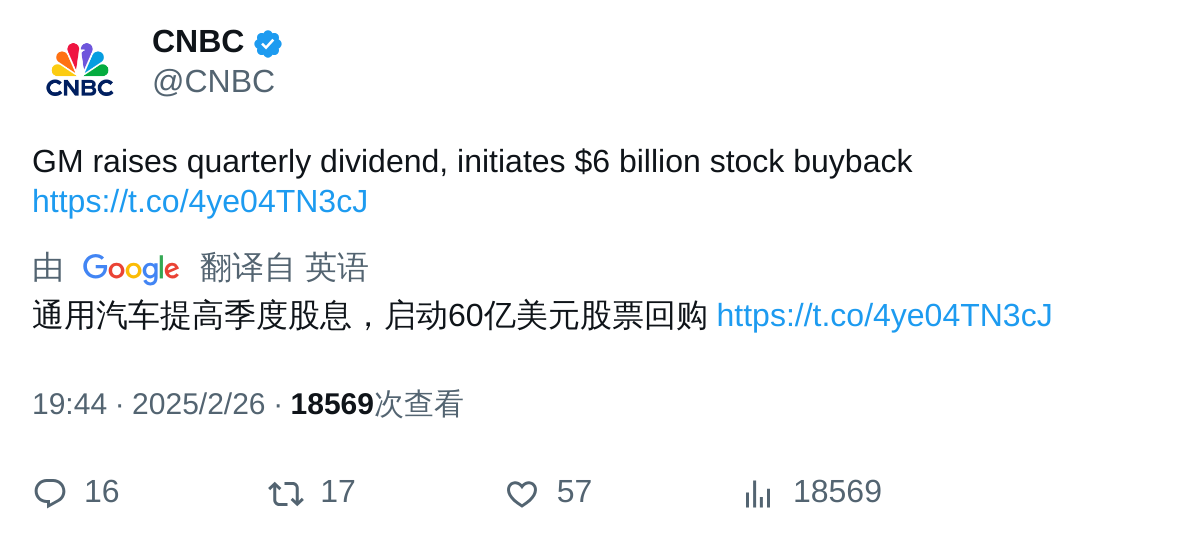 CNBC
CNBC
@CNBC
GM raises quarterly dividend, initiates $6 billion stock buyback
https://t.co/4ye04TN3cJ
由 Google 翻译自 英语
通用汽车提高季度股息，启动60亿美元股票回购 https://t.co/4ye04TN3cJ
19:44 · 2025/2/26 · 18569次查看
16 17 57 18569